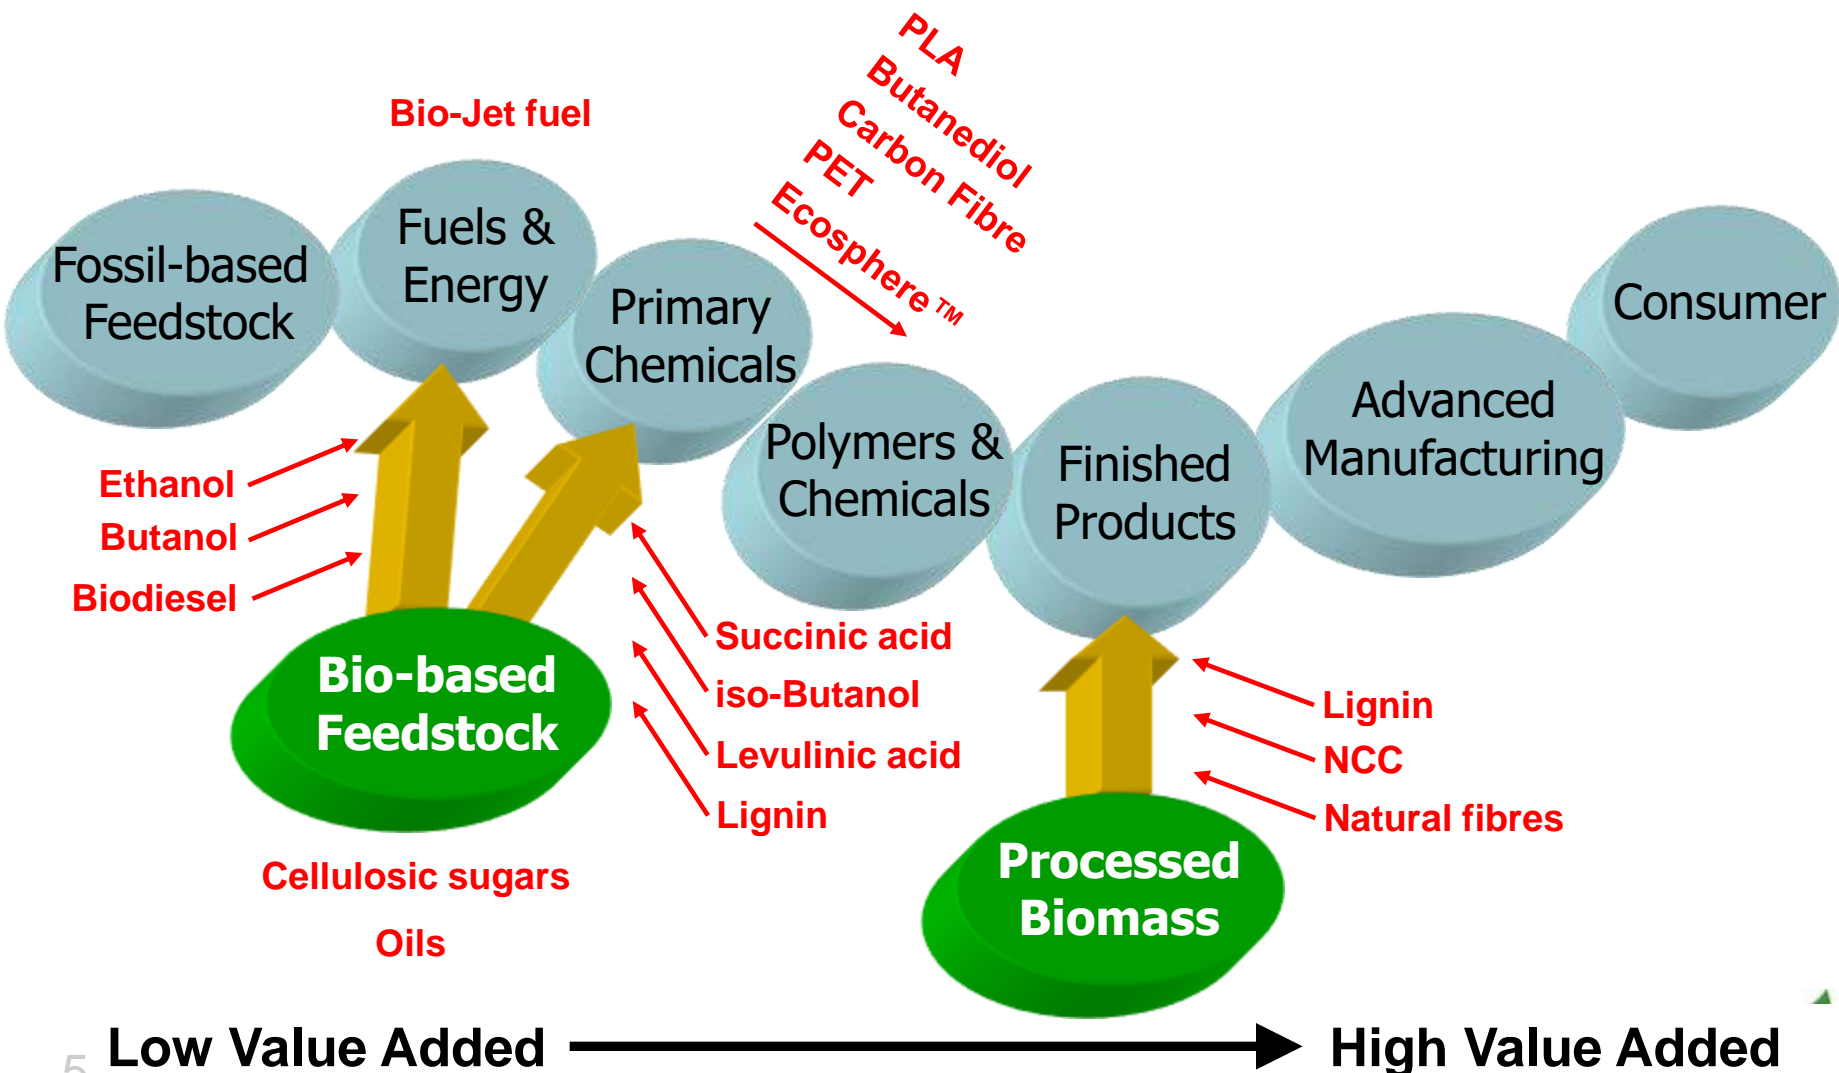 PLA
Butanediol
Carbon Fibre
PET
Ecosphere™
Bio-Jet fuel
Fossil-based
Feedstock
Fuels &
Energy
Primary
Chemicals
Polymers &
Chemicals
Finished
Products
Advanced
Manufacturing
Consumer
Ethanol
Butanol
Biodiesel
Bio-based
Feedstock
Succinic acid
iso-Butanol
Levulinic acid
Lignin
Lignin
NCC
Natural fibres
Processed
Biomass
Cellulosic sugars
Oils
5
Low Value Added
High Value Added